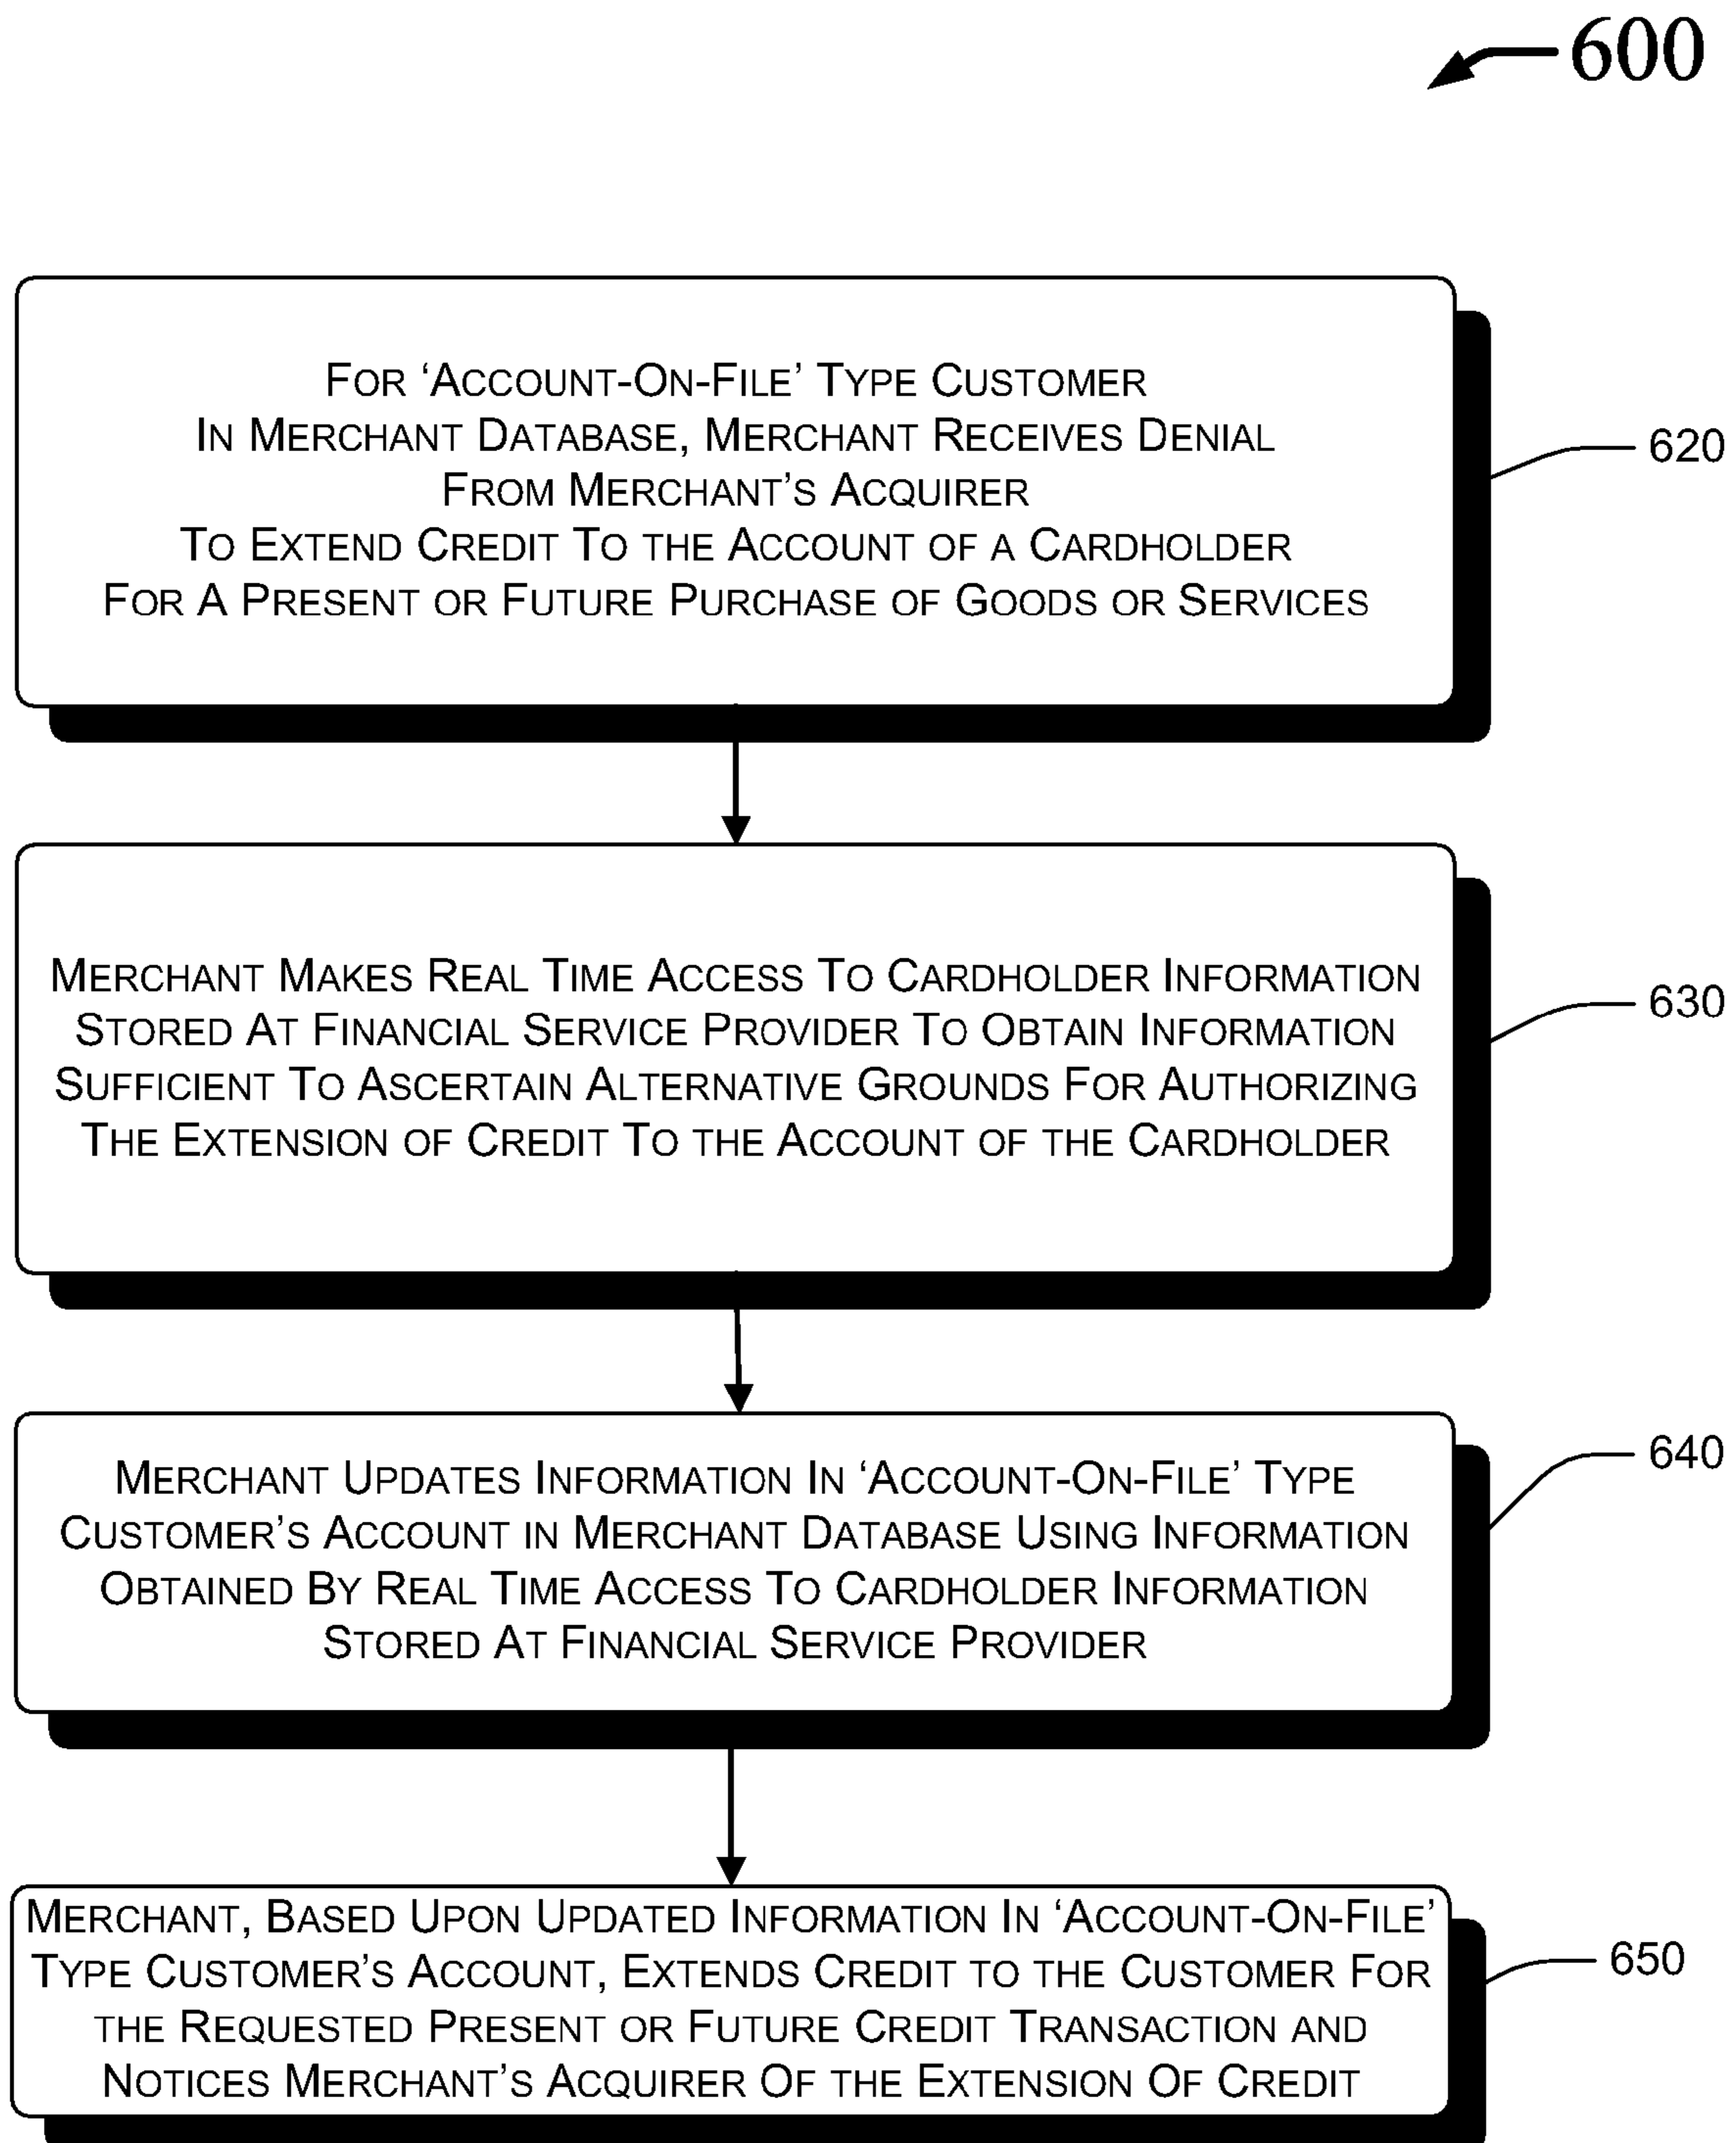 600
FOR ‘ACCOUNT-ON-FILE’ TYPE CUSTOMER
IN MERCHANT DATABASE, MERCHANT RECEIVES DENIAL
FROM MERCHANT’S ACQUIRER
TO EXTEND CREDIT TO THE ACCOUNT OF A CARDHOLDER
FOR A PRESENT OR FUTURE PURCHASE OF GOODS OR SERVICES
620
MERCHANT MAKES REAL TIME ACCESS TO CARDHOLDER INFORMATION
STORED AT FINANCIAL SERVICE PROVIDER TO OBTAIN INFORMATION
SUFFICIENT TO ASCERTAIN ALTERNATIVE GROUNDS FOR AUTHORIZING
THE EXTENSION OF CREDIT TO THE ACCOUNT OF THE CARDHOLDER
630
MERCHANT UPDATES INFORMATION IN ‘ACCOUNT-ON-FILE’ TYPE
CUSTOMER’S ACCOUNT IN MERCHANT DATABASE USING INFORMATION
OBTAINED BY REAL TIME ACCESS TO CARDHOLDER INFORMATION
STORED AT FINANCIAL SERVICE PROVIDER
640
MERCHANT, BASED UPON UPDATED INFORMATION IN ‘ACCOUNT-ON-FILE’
TYPE CUSTOMER’S ACCOUNT, EXTENDS CREDIT TO THE CUSTOMER FOR
THE REQUESTED PRESENT OR FUTURE CREDIT TRANSACTION AND
NOTICES MERCHANT’S ACQUIRER OF THE EXTENSION OF CREDIT
650